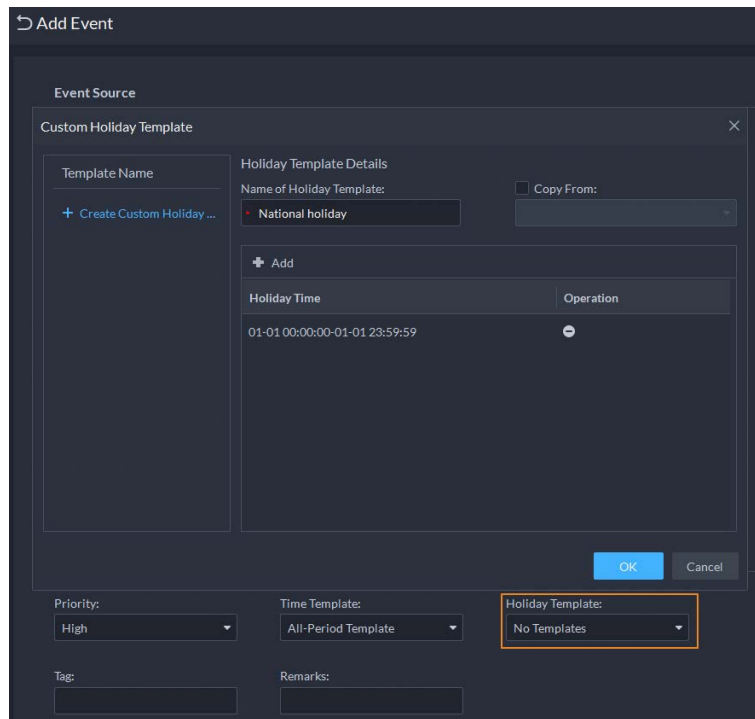 Add Event
Event Source
Custom Holiday Template
Template Name
+ Create Custom Holiday ...
Holiday Template Details
Name of Holiday Template:
Copy From:
* National holiday
+ Add
Holiday Time Operation
01-01 00:00:00-01-01 23:59:59
OK Cancel
Priority: Time Template: Holiday Template:
High All-Period Template No Templates
Tag: Remarks: